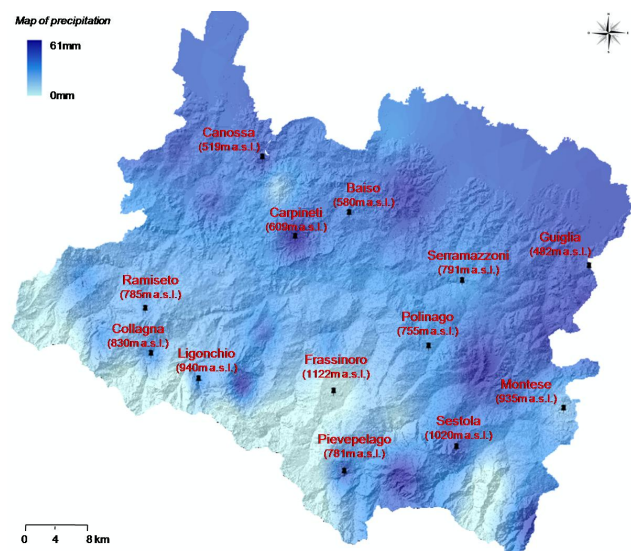 Map of precipitation
61mm
0mm
Canossa
(519m a.s.l.)
Baiso
(580m a.s.l.)
Carpineti
(609m a.s.l.)
Guiglia
(482m a.s.l.)
Serramazzoni
(791m a.s.l.)
Ramiseto
(785m a.s.l.)
Polinago
(755m a.s.l.)
Collagna
(830m a.s.l.)
Ligonchio
(940m a.s.l.)
Frassinoro
(1122m a.s.l.)
Montese
(935m a.s.l.)
Sestola
(1020m a.s.l.)
Pievepelago
(781m a.s.l.)
0 4 8 km